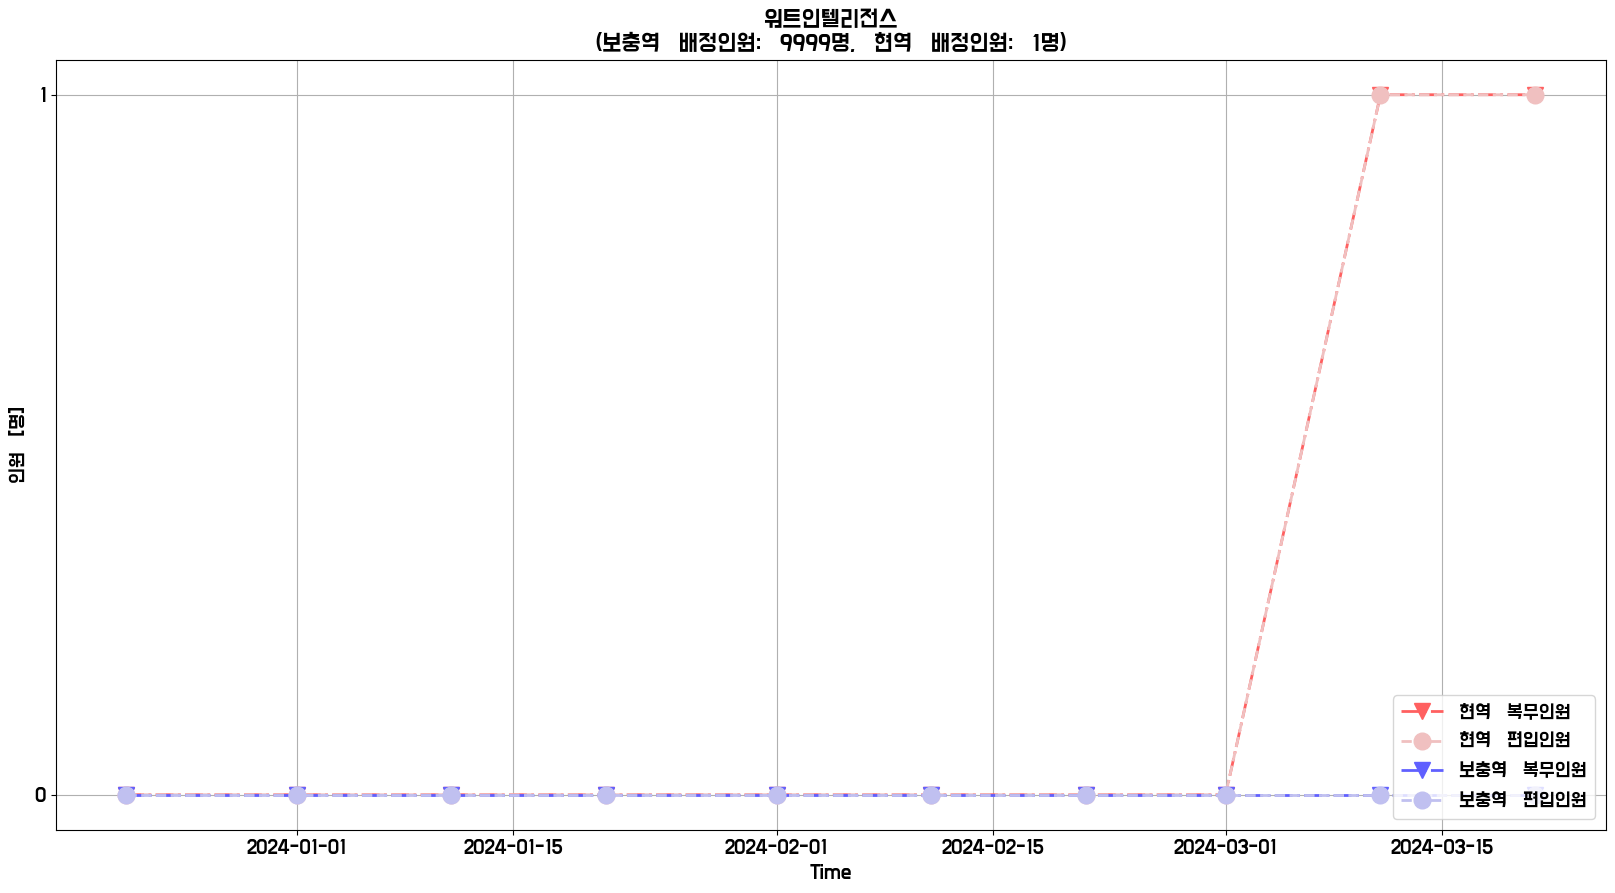 워트인텔리전스
(보충역 배정인원: 9999명, 현역 배정인원: 1명)
인원 [명]
1
0
2024-01-01
2024-01-15
2024-02-01
2024-02-15
2024-03-01
2024-03-15
Time
현역 복무인원
현역 편입인원
보충역 복무인원
보충역 편입인원